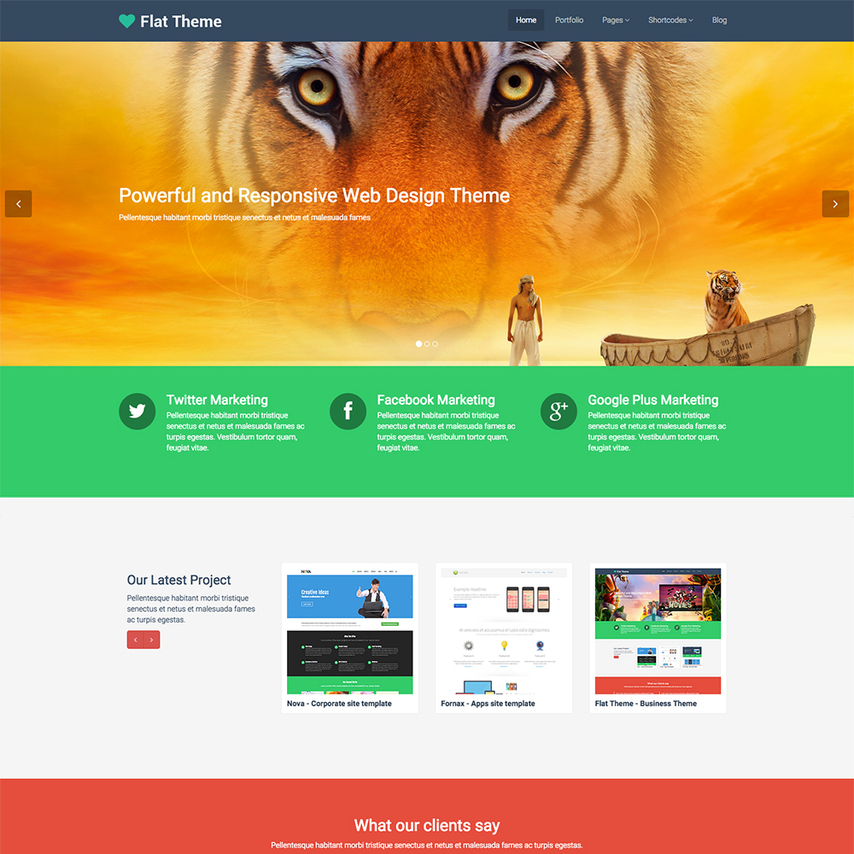 Flat Theme
Home Portfolio Pages Shortcodes Blog
Powerful and Responsive Web Design Theme
Pellentesque habitant morbi tristique senectus et netus et malesuada fames
Twitter Marketing
Pellentesque habitant morbi tristique
senectus et netus et malesuada fames ac
turpis egestas. Vestibulum tortor quam,
feugiat vitae.
Facebook Marketing
Pellentesque habitant morbi tristique
senectus et netus et malesuada fames ac
turpis egestas. Vestibulum tortor quam,
feugiat vitae.
Google Plus Marketing
Pellentesque habitant morbi tristique
senectus et netus et malesuada fames ac
turpis egestas. Vestibulum tortor quam,
feugiat vitae.
Our Latest Project
Pellentesque habitant morbi tristique
senectus et netus et malesuada fames
ac turpis egestas.
Creative Ideas
Nova - Corporate site template
Example Headline
Fornax - Apps site template
Flat Theme
Flat Theme - Business Theme
What our clients say
Pellentesque habitant morbi tristique senectus et netus et malesuada fames ac turpis egestas.